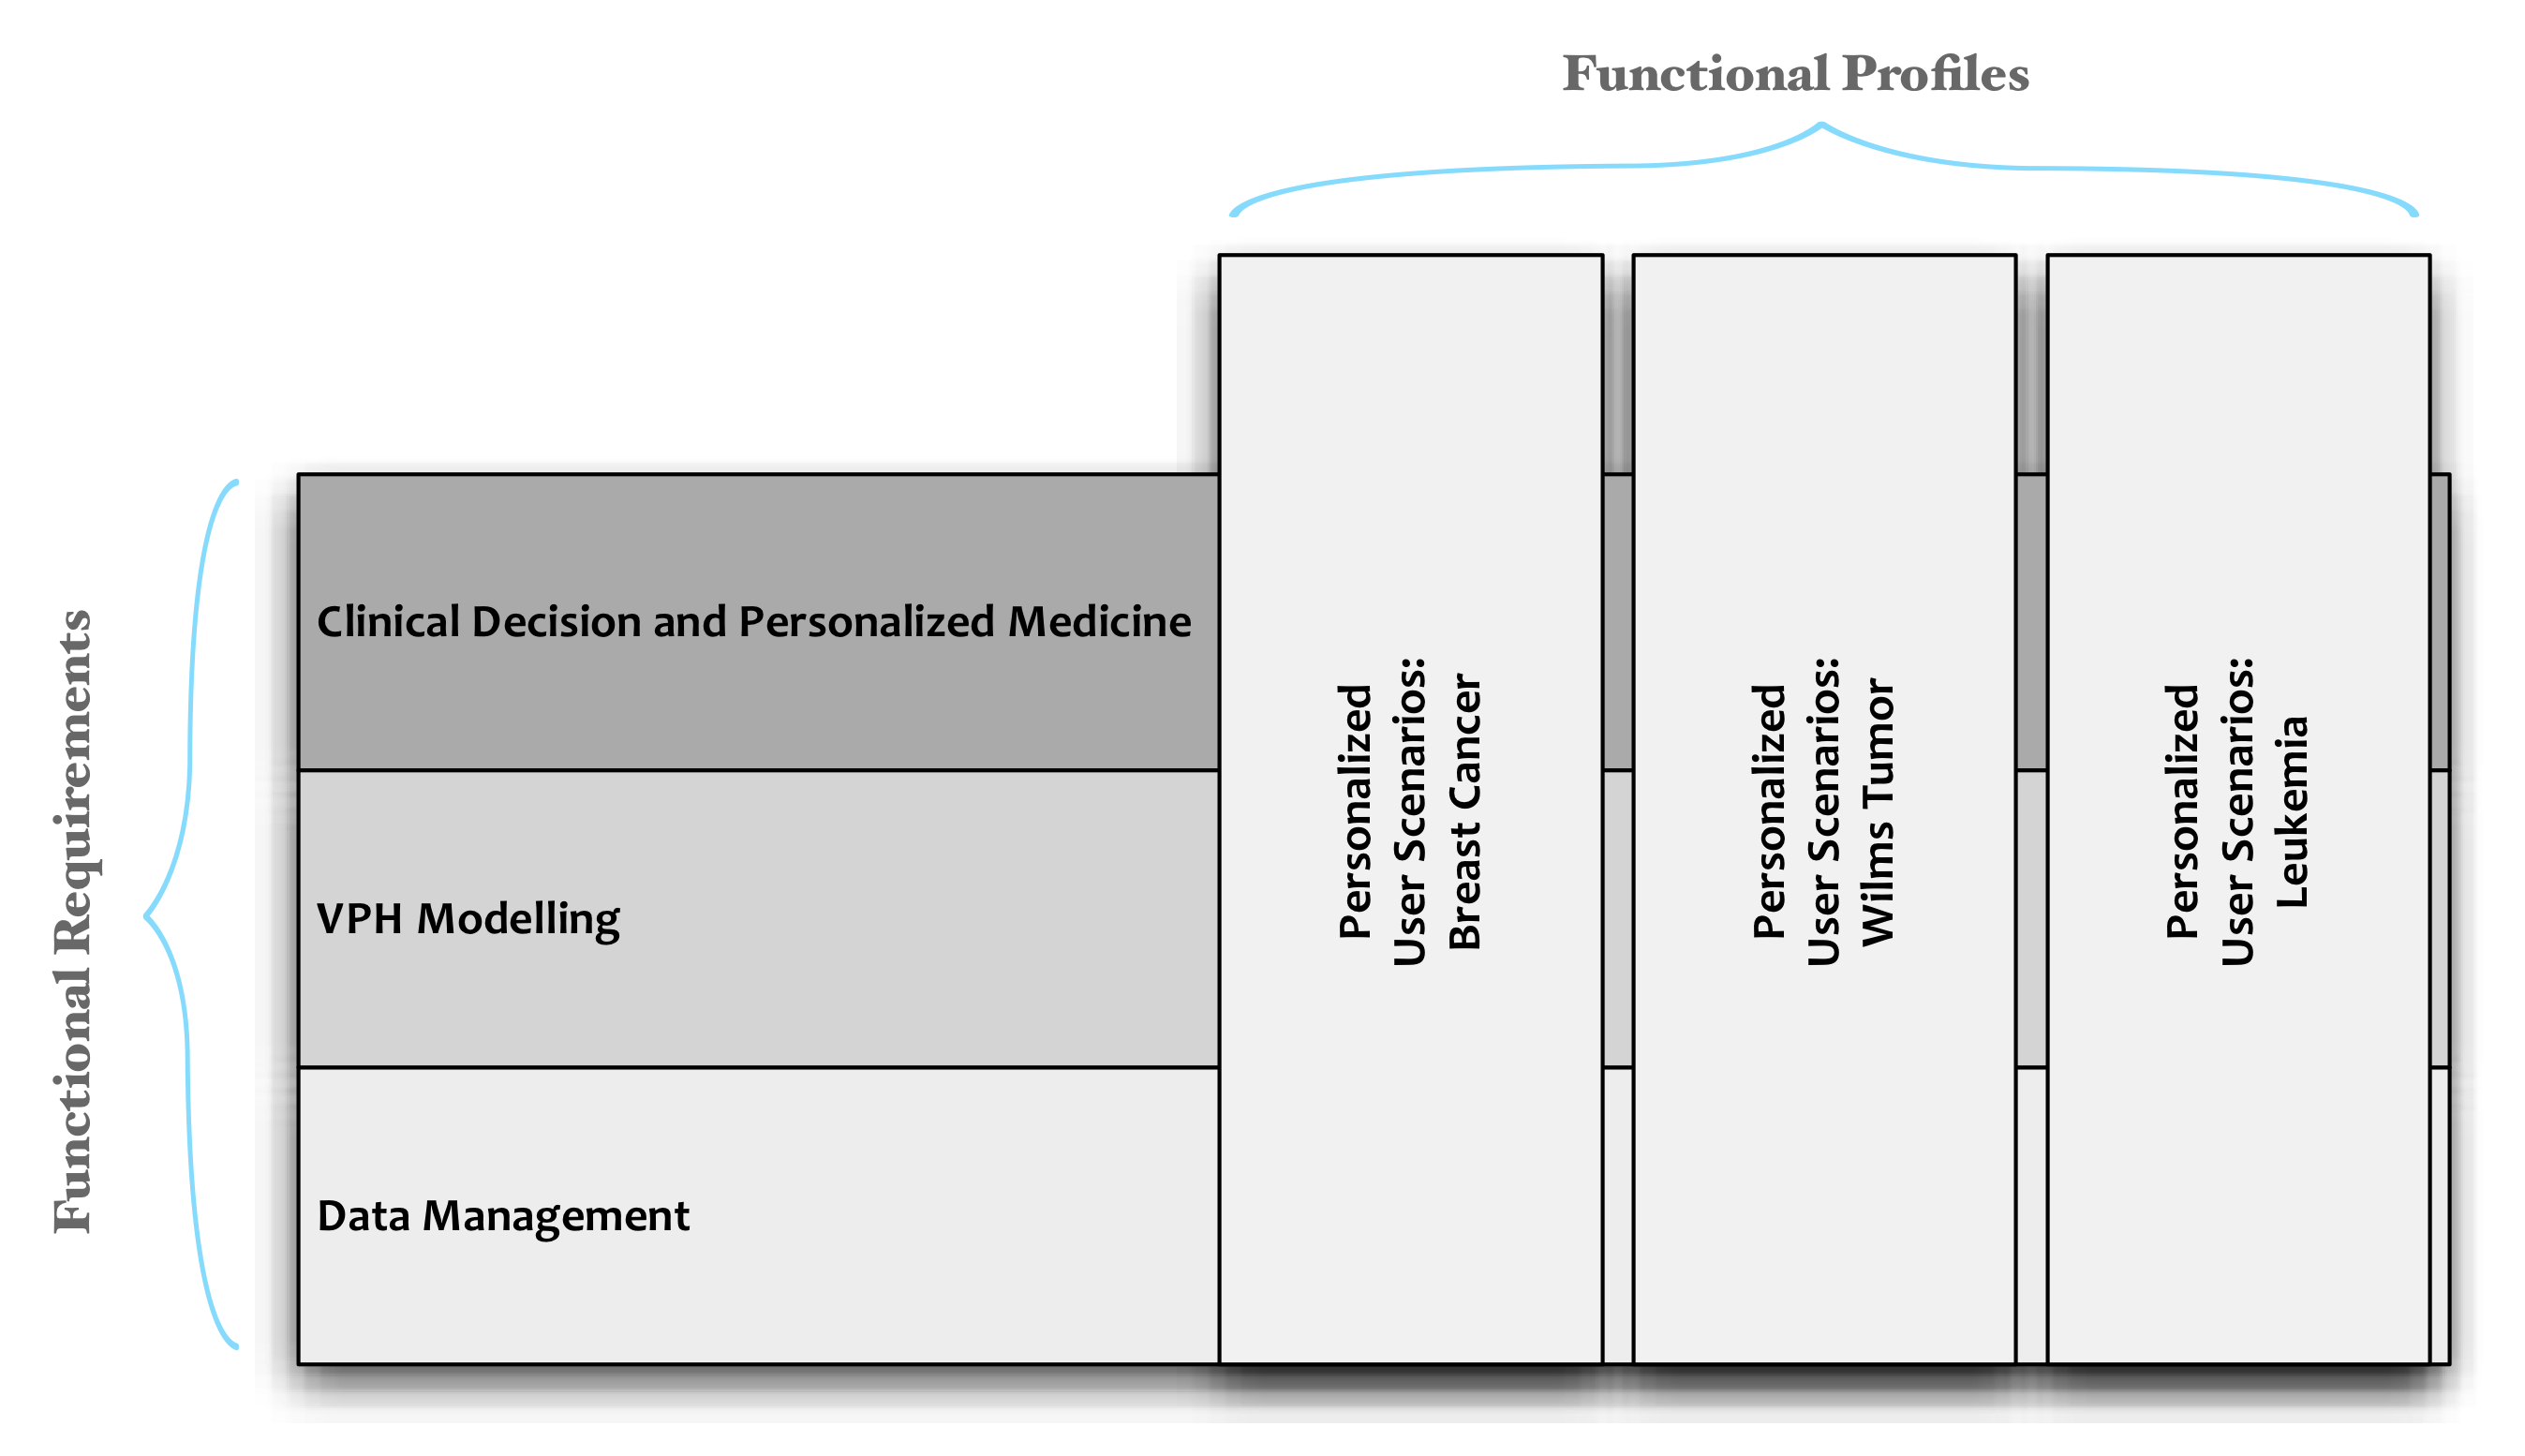 Functional Profiles
Functional Requirements
Clinical Decision and Personalized Medicine
VPH Modelling
Data Management
Personalized
User Scenarios:
Breast Cancer
Personalized
User Scenarios:
Wilms Tumor
Personalized
User Scenarios:
Leukemia